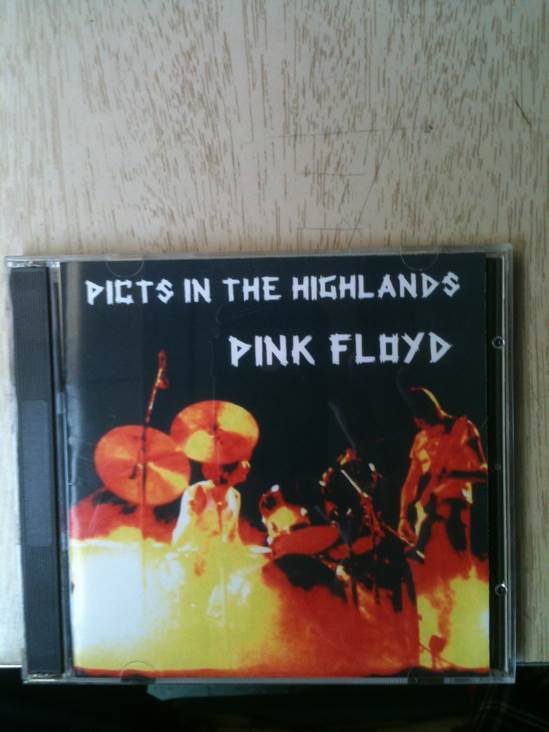 PICTS IN THE HIGHLANDS
PINK FLOYD